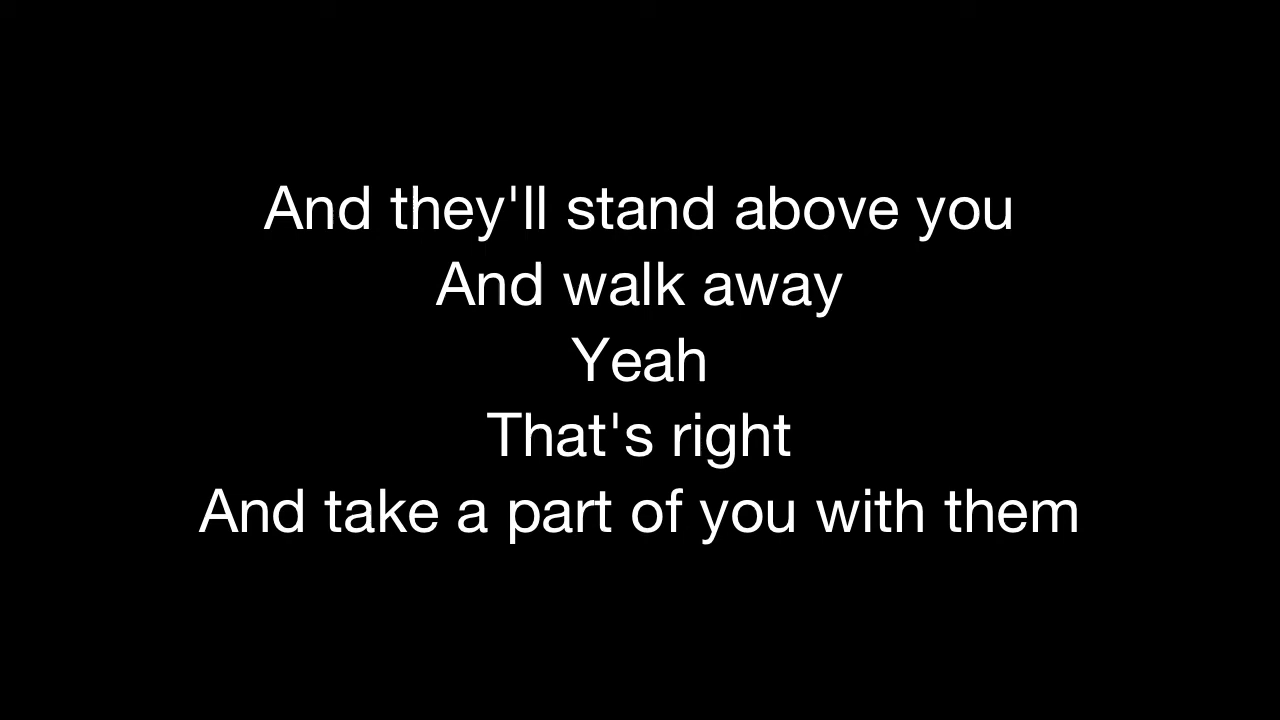 And they'll stand above you
And walk away
Yeah
That's right
And take a part of you with them